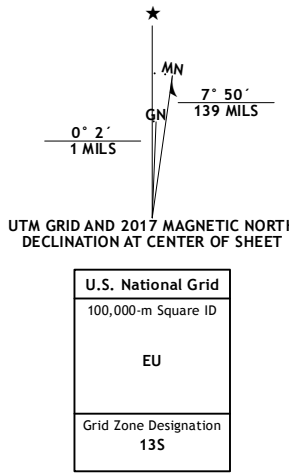 ★
MN
7° 50´
139 MILS
GN
0° 2´
1 MILS
UTM GRID AND 2017 MAGNETIC NORTH
DECLINATION AT CENTER OF SHEET
U.S. National Grid
100,000-m Square ID
EU
Grid Zone Designation
13S